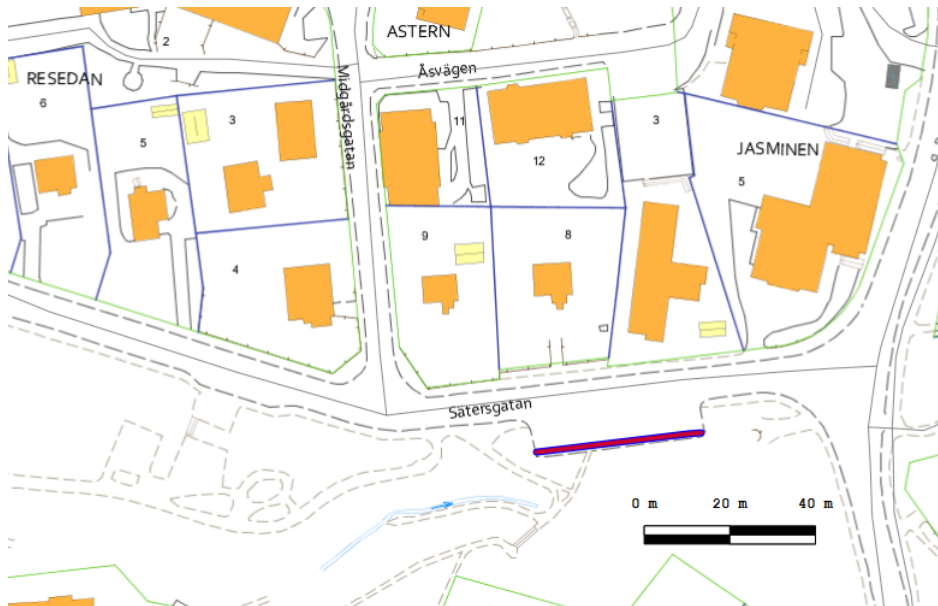 ASTERN
2
Åsvägen
RESEDAN
6
Midgårdsgatan
3
11
3
5
12
JASMINEN
5
9
8
4
Sätersgatan
0 m 20 m 40 m